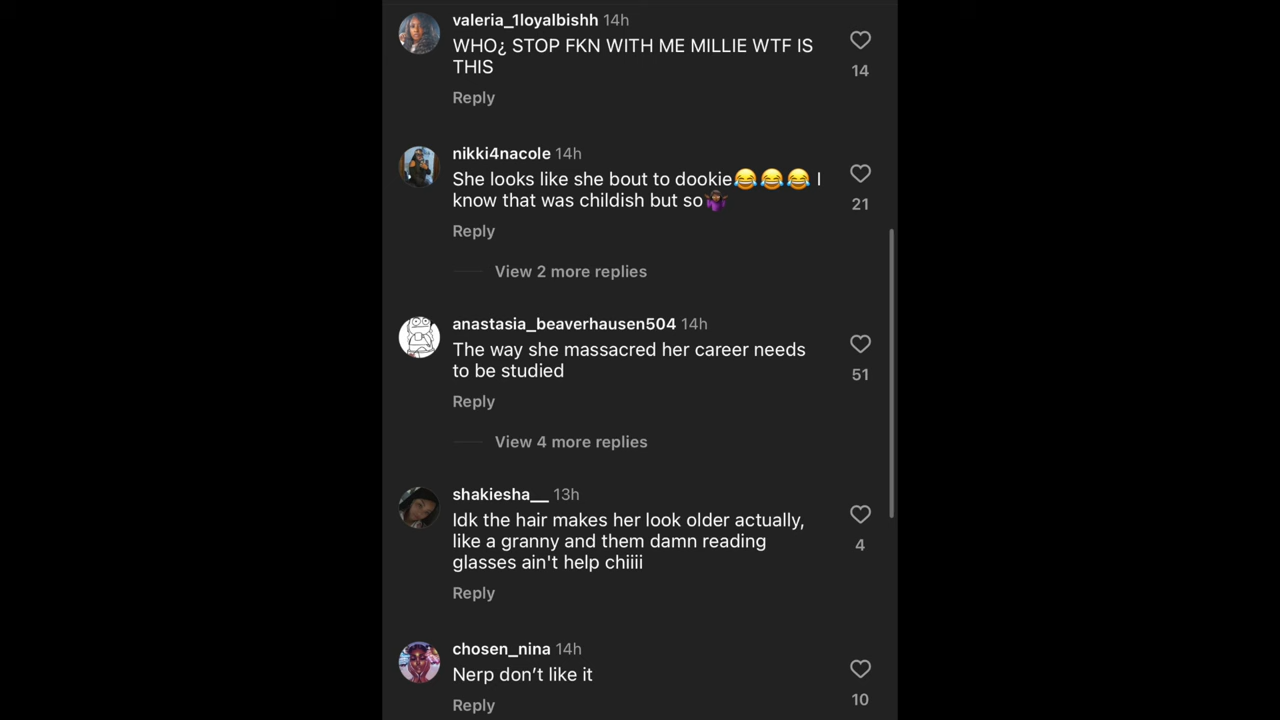 valeria_1loyalbishh 14h
WHO¿ STOP FKN WITH ME MILLIE WTF IS
THIS
14
Reply
nikki4nacole 14h
She looks like she bout to dookie😂😂😂 I
know that was childish but so🤷🏾‍♀️
21
Reply
View 2 more replies
anastasia_beaverhausen504 14h
The way she massacred her career needs
to be studied
51
Reply
View 4 more replies
shakiesha__ 13h
Idk the hair makes her look older actually,
like a granny and them damn reading
4
glasses ain't help chiiii
Reply
chosen_nina 14h
Nerp don’t like it
10
Reply